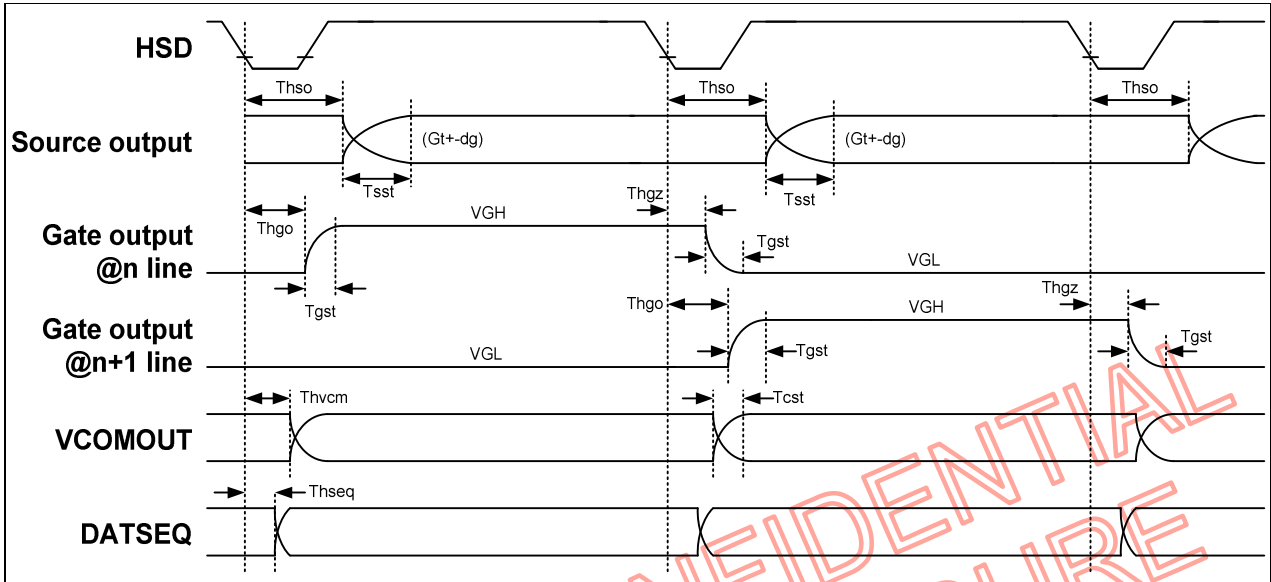 HSD
Thso
Thso
Thso
Source output
(Gt+-dg)
(Gt+-dg)
Tsst
Tsst
Thgo
Thgz
VGH
Gate output
@n line
Tgst
VGL
Tgst
Thgo
Thgz
VGH
Gate output
@n+1 line
VGL
Tgst
Tgst
Thvcm
Tcst
VCOMOUT
Thseq
DATSEQ